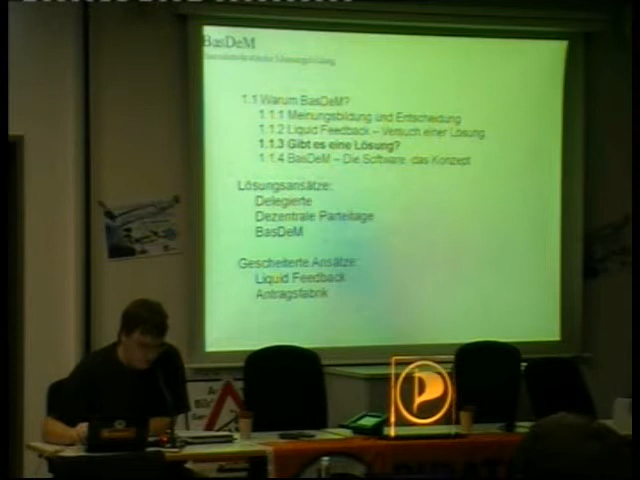 BasDeM
1.1 Warum BasDeM?
1.1.1 Meinungsbildung und Entscheidung
1.1.2 Liquid Feedback – Versuch einer Lösung
1.1.3 Gibt es eine Lösung?
1.1.4 BasDeM – Die Software, das Konzept
Lösungsansätze:
Delegierte
Dezentrale Parteitage
BasDeM
Gescheiterte Ansätze:
Liquid Feedback
Antragsfabrik